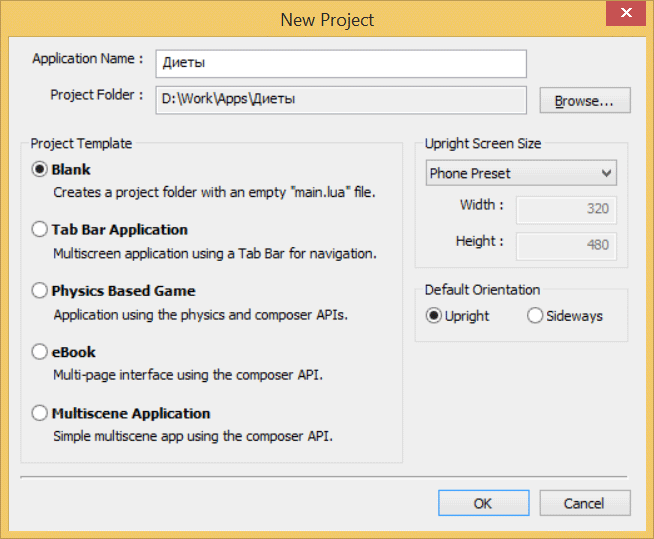 New Project
Application Name :
Диеты
Project Folder :
D:\Work\Apps\Диеты
Browse...
Project Template
Blank
Creates a project folder with an empty "main.lua" file.
Tab Bar Application
Multiscreen application using a Tab Bar for navigation.
Physics Based Game
Application using the physics and composer APIs.
eBook
Multi-page interface using the composer API.
Multiscene Application
Simple multiscene app using the composer API.
Upright Screen Size
Phone Preset
Width :
320
Height :
480
Default Orientation
Upright
Sideways
OK
Cancel